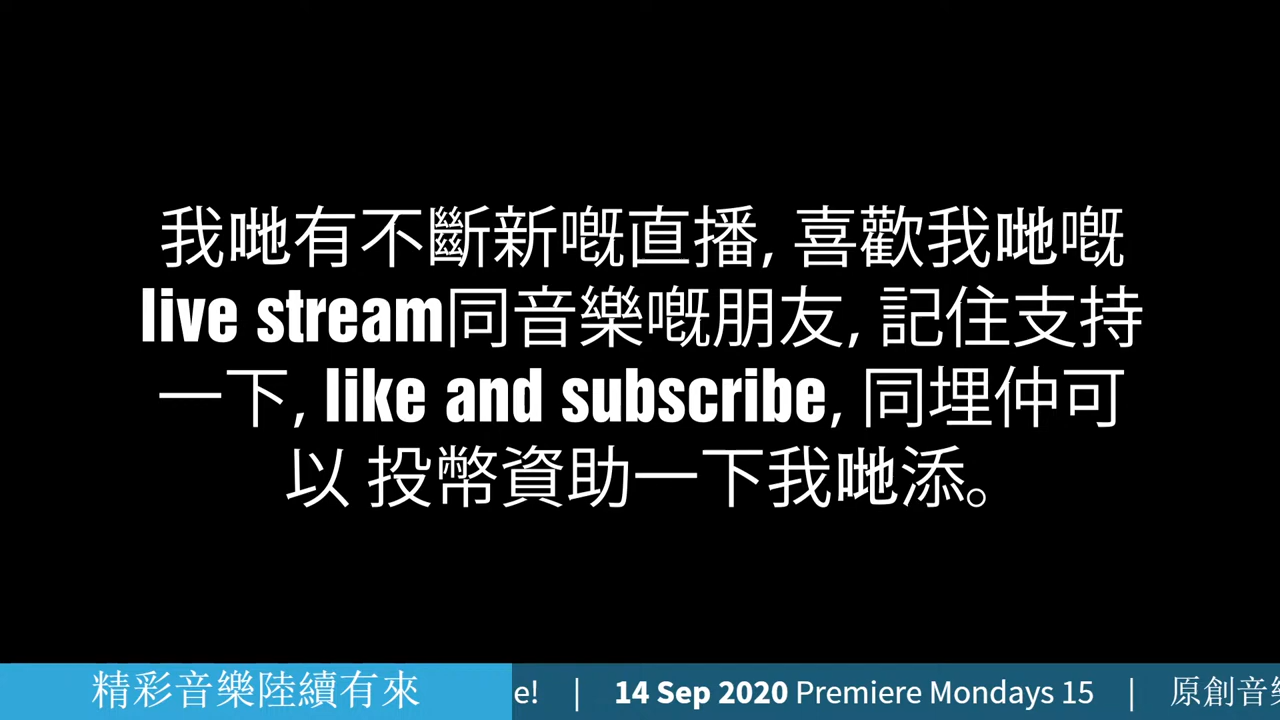 我哋有不斷新嘅直播, 喜歡我哋嘅
live stream同音樂嘅朋友, 記住支持
一下, like and subscribe, 同埋仲可
以 投幣資助一下我哋添。
精彩音樂陸續有來
e! | 14 Sep 2020 Premiere Mondays 15 | 原創音樂